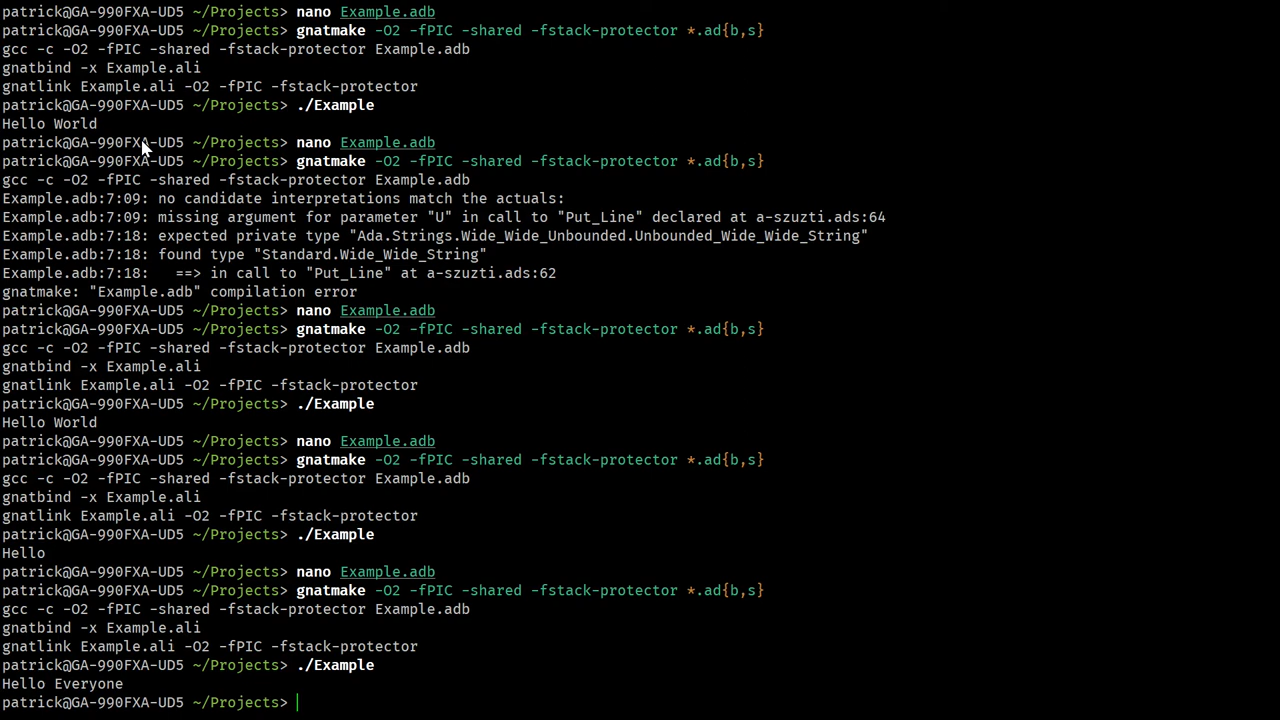 patrick@GA-990FXA-UD5 ~/Projects> nano Example.adb
patrick@GA-990FXA-UD5 ~/Projects> gnatmake -O2 -fPIC -shared -fstack-protector *.ad{b,s}
gcc -c -O2 -fPIC -shared -fstack-protector Example.adb
gnatbind -x Example.ali
gnatlink Example.ali -O2 -fPIC -fstack-protector
patrick@GA-990FXA-UD5 ~/Projects> ./Example
Hello World
patrick@GA-990FXA-UD5 ~/Projects> nano Example.adb
patrick@GA-990FXA-UD5 ~/Projects> gnatmake -O2 -fPIC -shared -fstack-protector *.ad{b,s}
gcc -c -O2 -fPIC -shared -fstack-protector Example.adb
Example.adb:7:09: no candidate interpretations match the actuals:
Example.adb:7:09: missing argument for parameter "U" in call to "Put_Line" declared at a-szuzti.ads:64
Example.adb:7:18: expected private type "Ada.Strings.Wide_Wide_Unbounded.Unbounded_Wide_Wide_String"
Example.adb:7:18: found type "Standard.Wide_Wide_String"
Example.adb:7:18:   ==> in call to "Put_Line" at a-szuzti.ads:62
gnatmake: "Example.adb" compilation error
patrick@GA-990FXA-UD5 ~/Projects> nano Example.adb
patrick@GA-990FXA-UD5 ~/Projects> gnatmake -O2 -fPIC -shared -fstack-protector *.ad{b,s}
gcc -c -O2 -fPIC -shared -fstack-protector Example.adb
gnatbind -x Example.ali
gnatlink Example.ali -O2 -fPIC -fstack-protector
patrick@GA-990FXA-UD5 ~/Projects> ./Example
Hello World
patrick@GA-990FXA-UD5 ~/Projects> nano Example.adb
patrick@GA-990FXA-UD5 ~/Projects> gnatmake -O2 -fPIC -shared -fstack-protector *.ad{b,s}
gcc -c -O2 -fPIC -shared -fstack-protector Example.adb
gnatbind -x Example.ali
gnatlink Example.ali -O2 -fPIC -fstack-protector
patrick@GA-990FXA-UD5 ~/Projects> ./Example
Hello
patrick@GA-990FXA-UD5 ~/Projects> nano Example.adb
patrick@GA-990FXA-UD5 ~/Projects> gnatmake -O2 -fPIC -shared -fstack-protector *.ad{b,s}
gcc -c -O2 -fPIC -shared -fstack-protector Example.adb
gnatbind -x Example.ali
gnatlink Example.ali -O2 -fPIC -fstack-protector
patrick@GA-990FXA-UD5 ~/Projects> ./Example
Hello Everyone
patrick@GA-990FXA-UD5 ~/Projects>